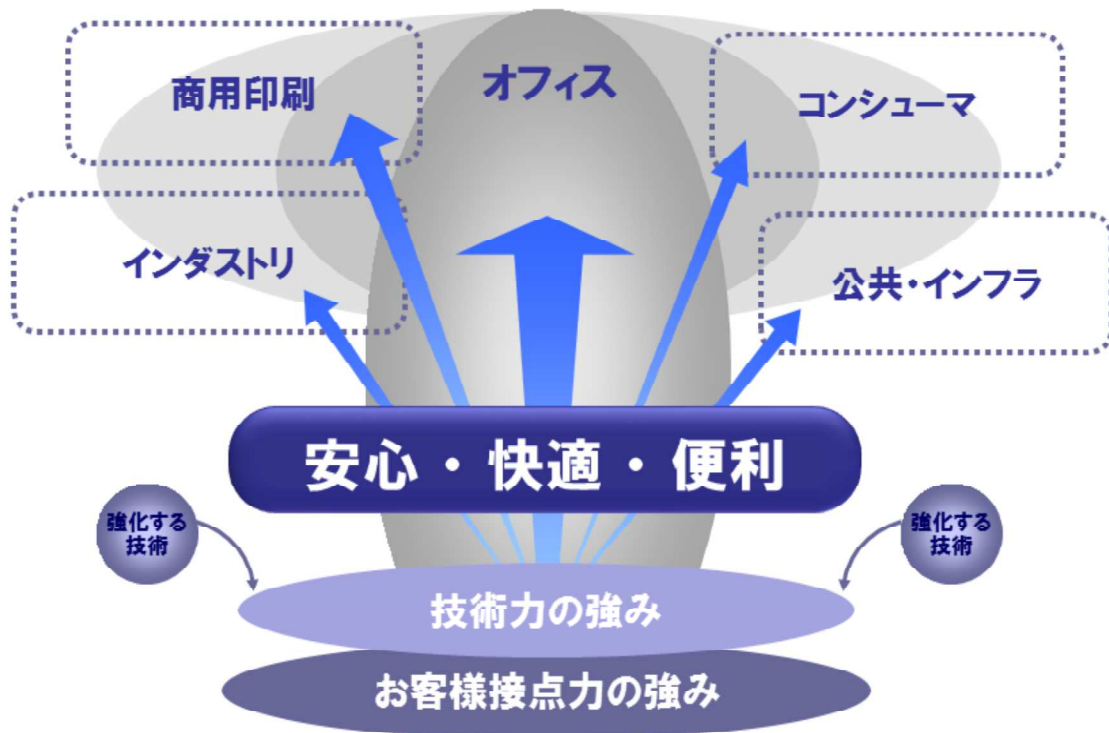 商用印刷
オフィス
コンシューマ
インダストリ
公共・インフラ
安心・快適・便利
強化する
技術
強化する
技術
技術力の強み
お客様接点力の強み